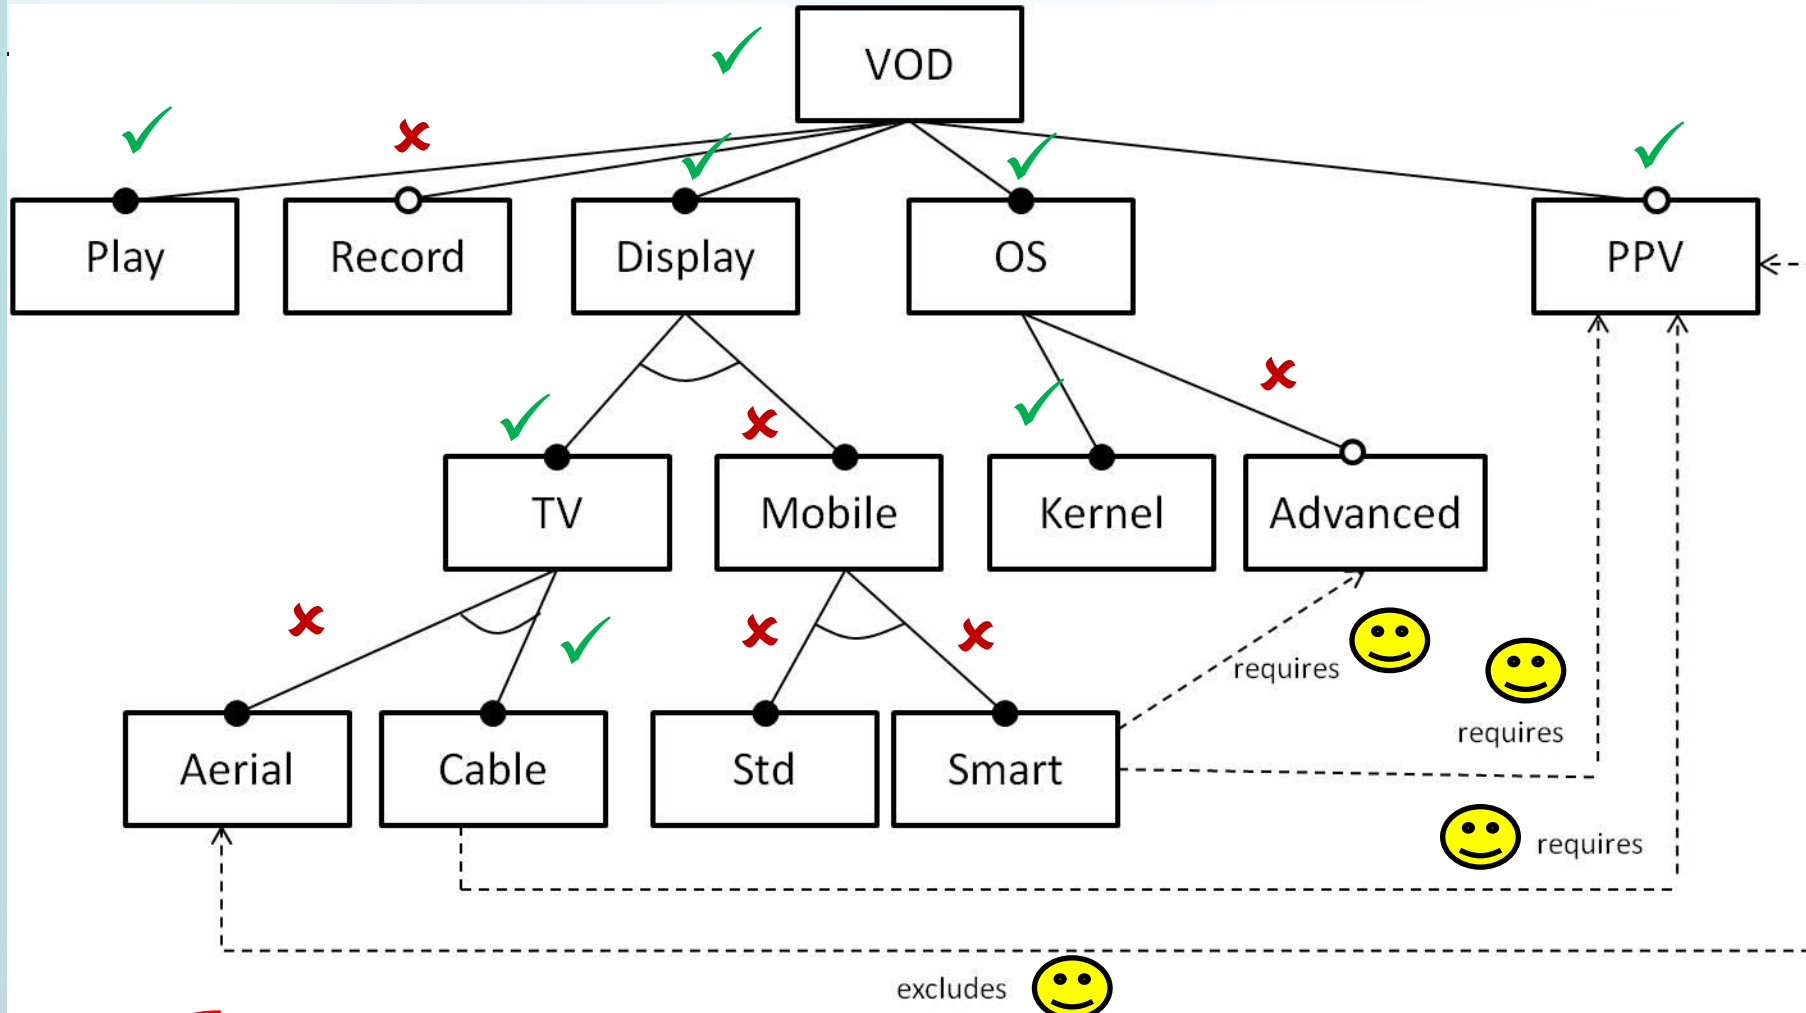 VOD
Play
Record
Display
OS
PPV
TV
Mobile
Kernel
Advanced
requires
requires
Aerial
Cable
Std
Smart
requires
excludes